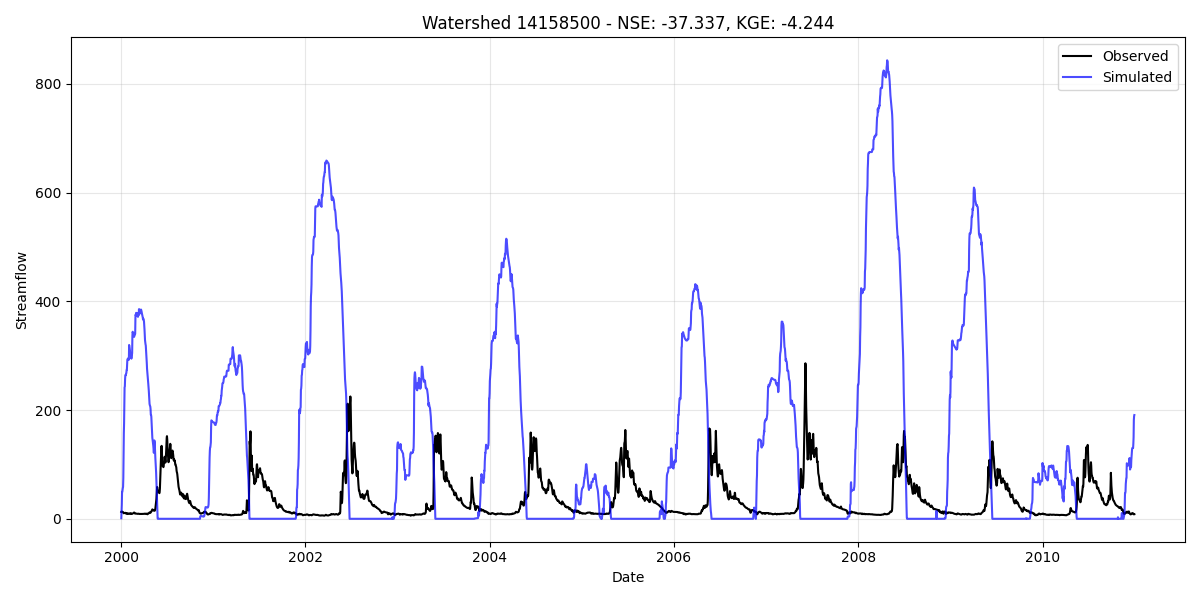 Watershed 14158500 - NSE: -37.337, KGE: -4.244
Observed
Simulated
800
600
400
200
0
Streamflow
2000
2002
2004
2006
2008
2010
Date